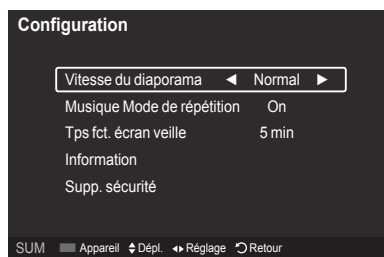 Configuration
Vitesse du diaporama ◀ Normal ▶
Musique Mode de répétition On
Tps fct. écran veille 5 min
Information
Supp. sécurité
SUM Appareil Dépl. Réglage Retour